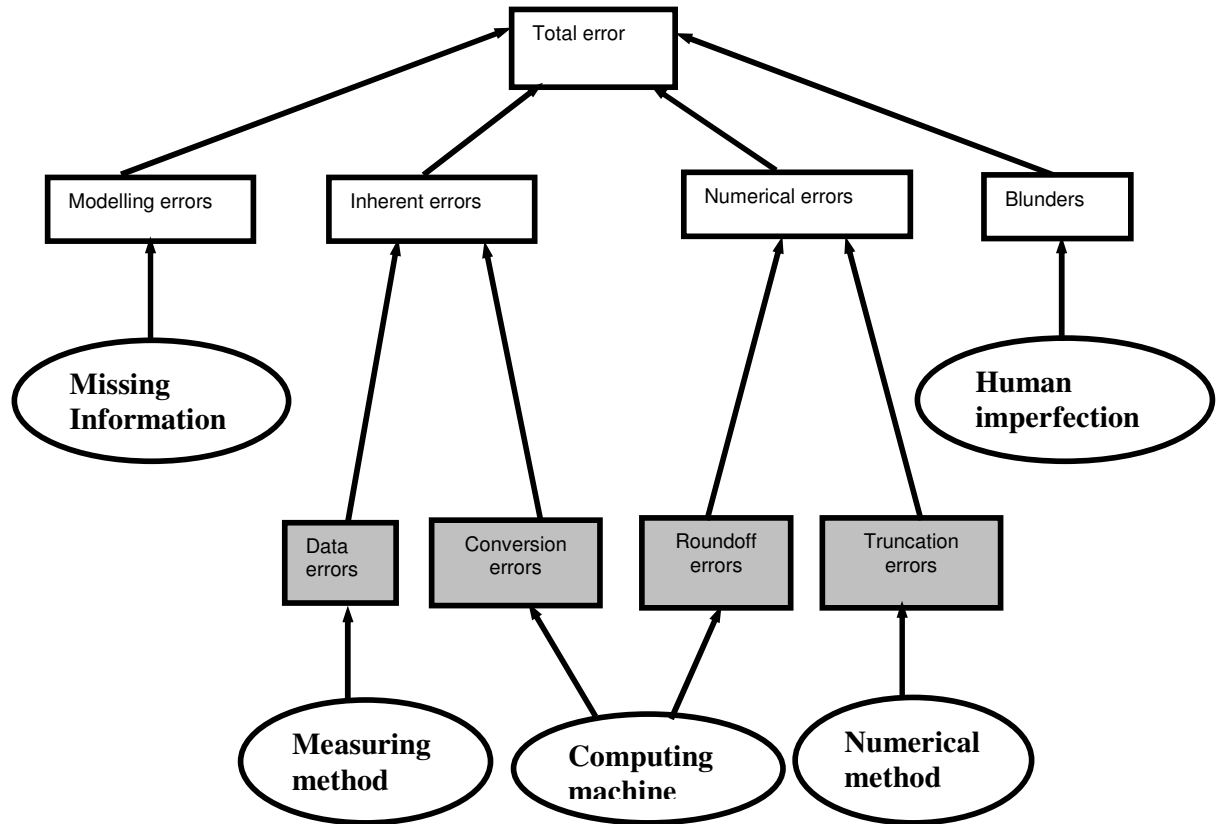 Total error
Modelling errors
Inherent errors
Numerical errors
Blunders
Missing
Information
Human
imperfection
Data
errors
Conversion
errors
Roundoff
errors
Truncation
errors
Measuring
method
Computing
machine
Numerical
method